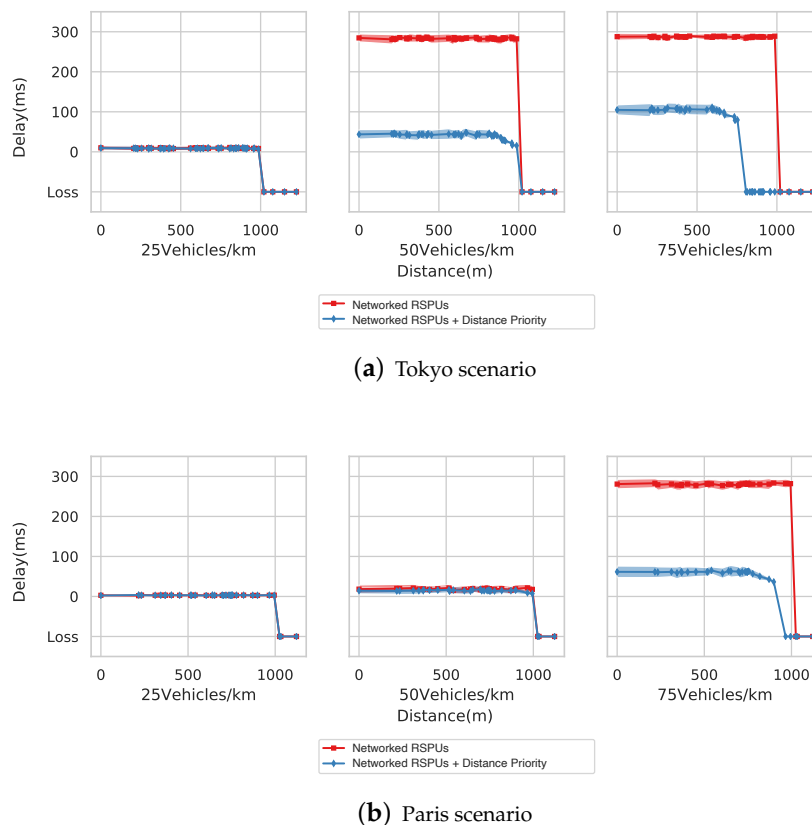 300
200
100
0
Loss
Delay(ms)
0 500 1000
25Vehicles/km
0 500 1000
50Vehicles/km
Distance(m)
0 500 1000
75Vehicles/km
Networked RSPUs
Networked RSPUs + Distance Priority
(a) Tokyo scenario
300
200
100
0
Loss
Delay(ms)
0 500 1000
25Vehicles/km
0 500 1000
50Vehicles/km
Distance(m)
0 500 1000
75Vehicles/km
Networked RSPUs
Networked RSPUs + Distance Priority
(b) Paris scenario